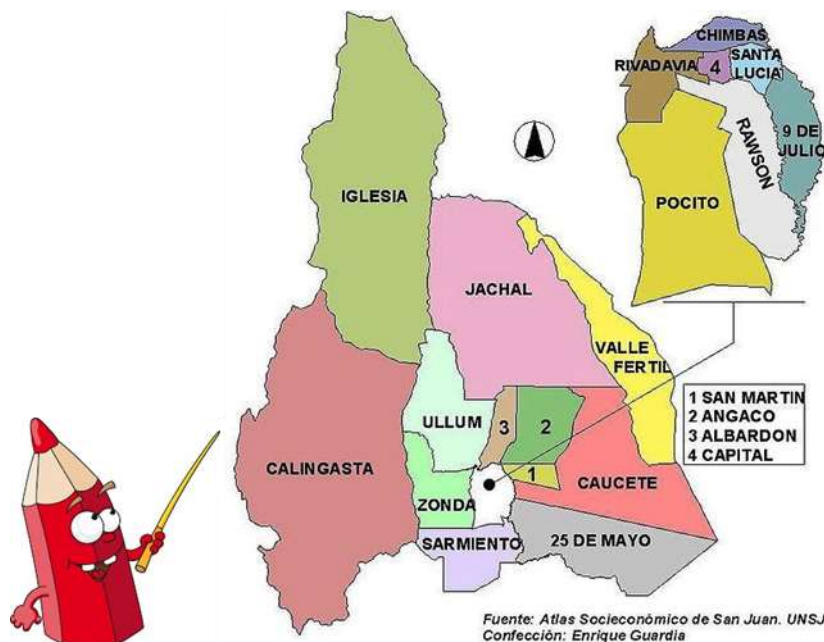 CHIMBAS
RIVADAVIA
4
SANTA
LUCIA
9 DE
JULIO
RAWSON
POCITO
IGLESIA
JACHAL
VALLE
FERTIL
1 SAN MARTIN
2 ANGACO
3 ALBARDON
4 CAPITAL
ULLUM
3
2
CALINGASTA
1
CAUCETE
ZONDA
SARMIENTO
25 DE MAYO
Fuente: Atlas Socieconòmico de San Juan. UNSJ
Confección: Enrique Guardia